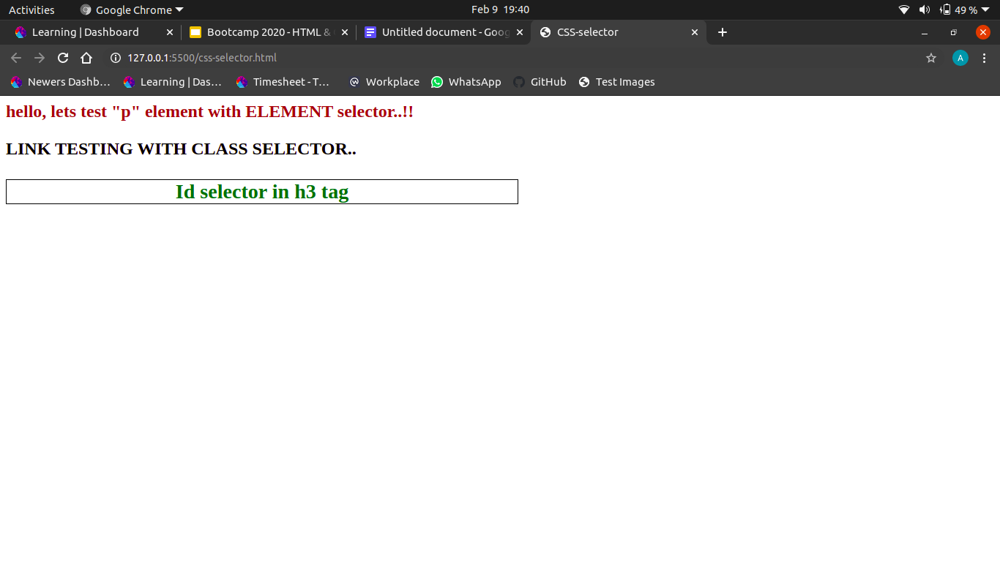 Activities Google Chrome Feb 9 19:40 49 %
Learning | Dashboard Bootcamp 2020 - HTML & Untitled document - Goog CSS-selector
127.0.0.1:5500/css-selector.html A
Newers Dashb... Learning | Das... Timesheet - T... Workplace WhatsApp GitHub Test Images
hello, lets test "p" element with ELEMENT selector..!!
LINK TESTING WITH CLASS SELECTOR..
Id selector in h3 tag